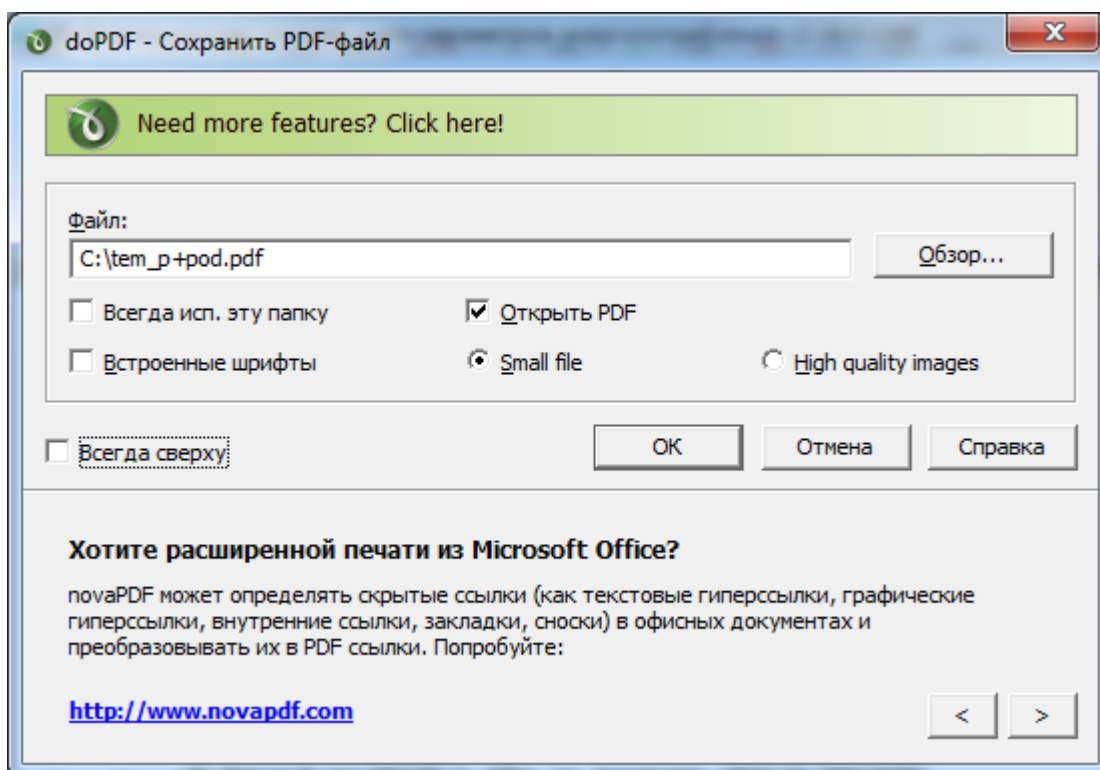 doPDF - Сохранить PDF-файл
Need more features? Click here!
Файл:
C:\tem_p+pod.pdf
Обзор...
Всегда исп. эту папку
Открыть PDF
Встроенные шрифты
Small file
High quality images
Всегда сверху
OK
Отмена
Справка
Хотите расширенной печати из Microsoft Office?
novaPDF может определять скрытые ссылки (как текстовые гиперссылки, графические
гиперссылки, внутренние ссылки, закладки, сноски) в офисных документах и
преобразовывать их в PDF ссылки. Попробуйте:
http://www.novapdf.com
<
>